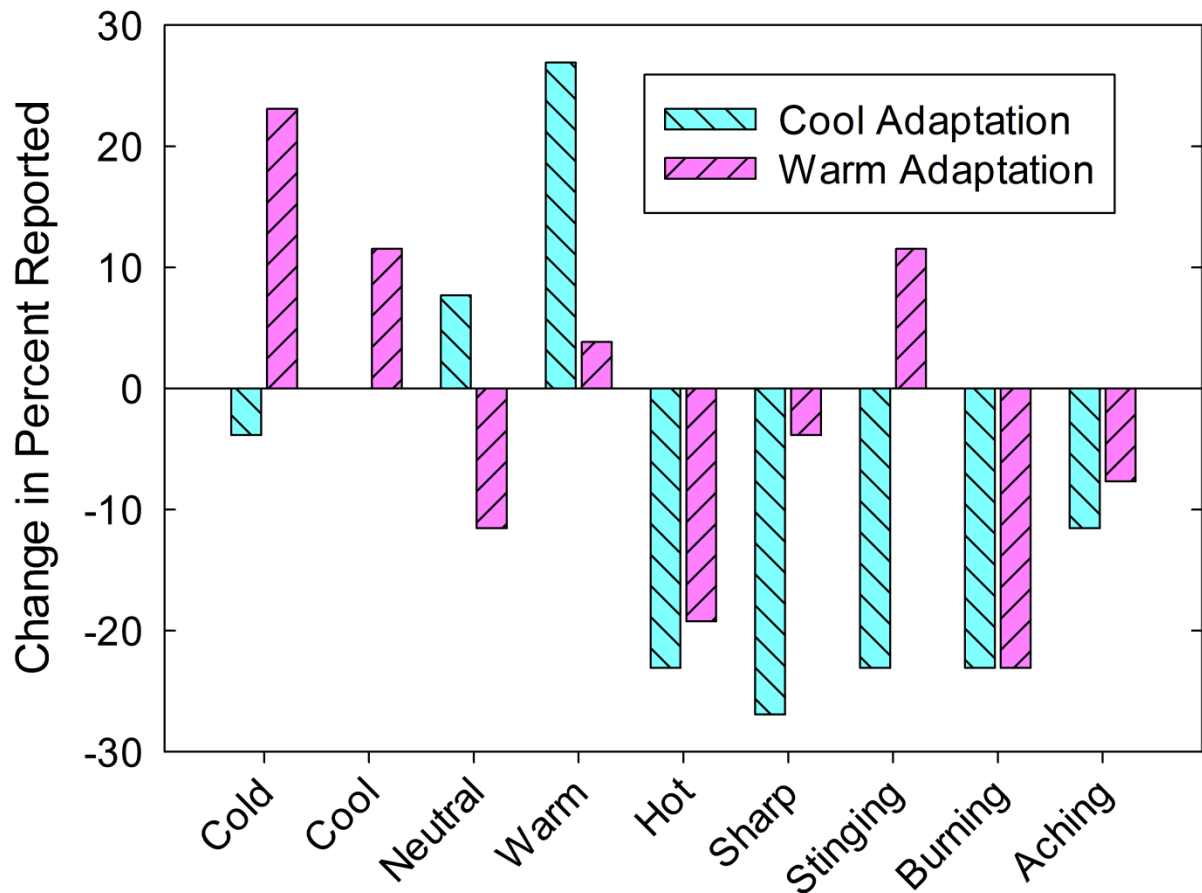 Change in Percent Reported
30
20
10
0
-10
-20
-30
Cool Adaptation
Warm Adaptation
Cold
Cool
Neutral
Warm
Hot
Sharp
Stinging
Burning
Aching